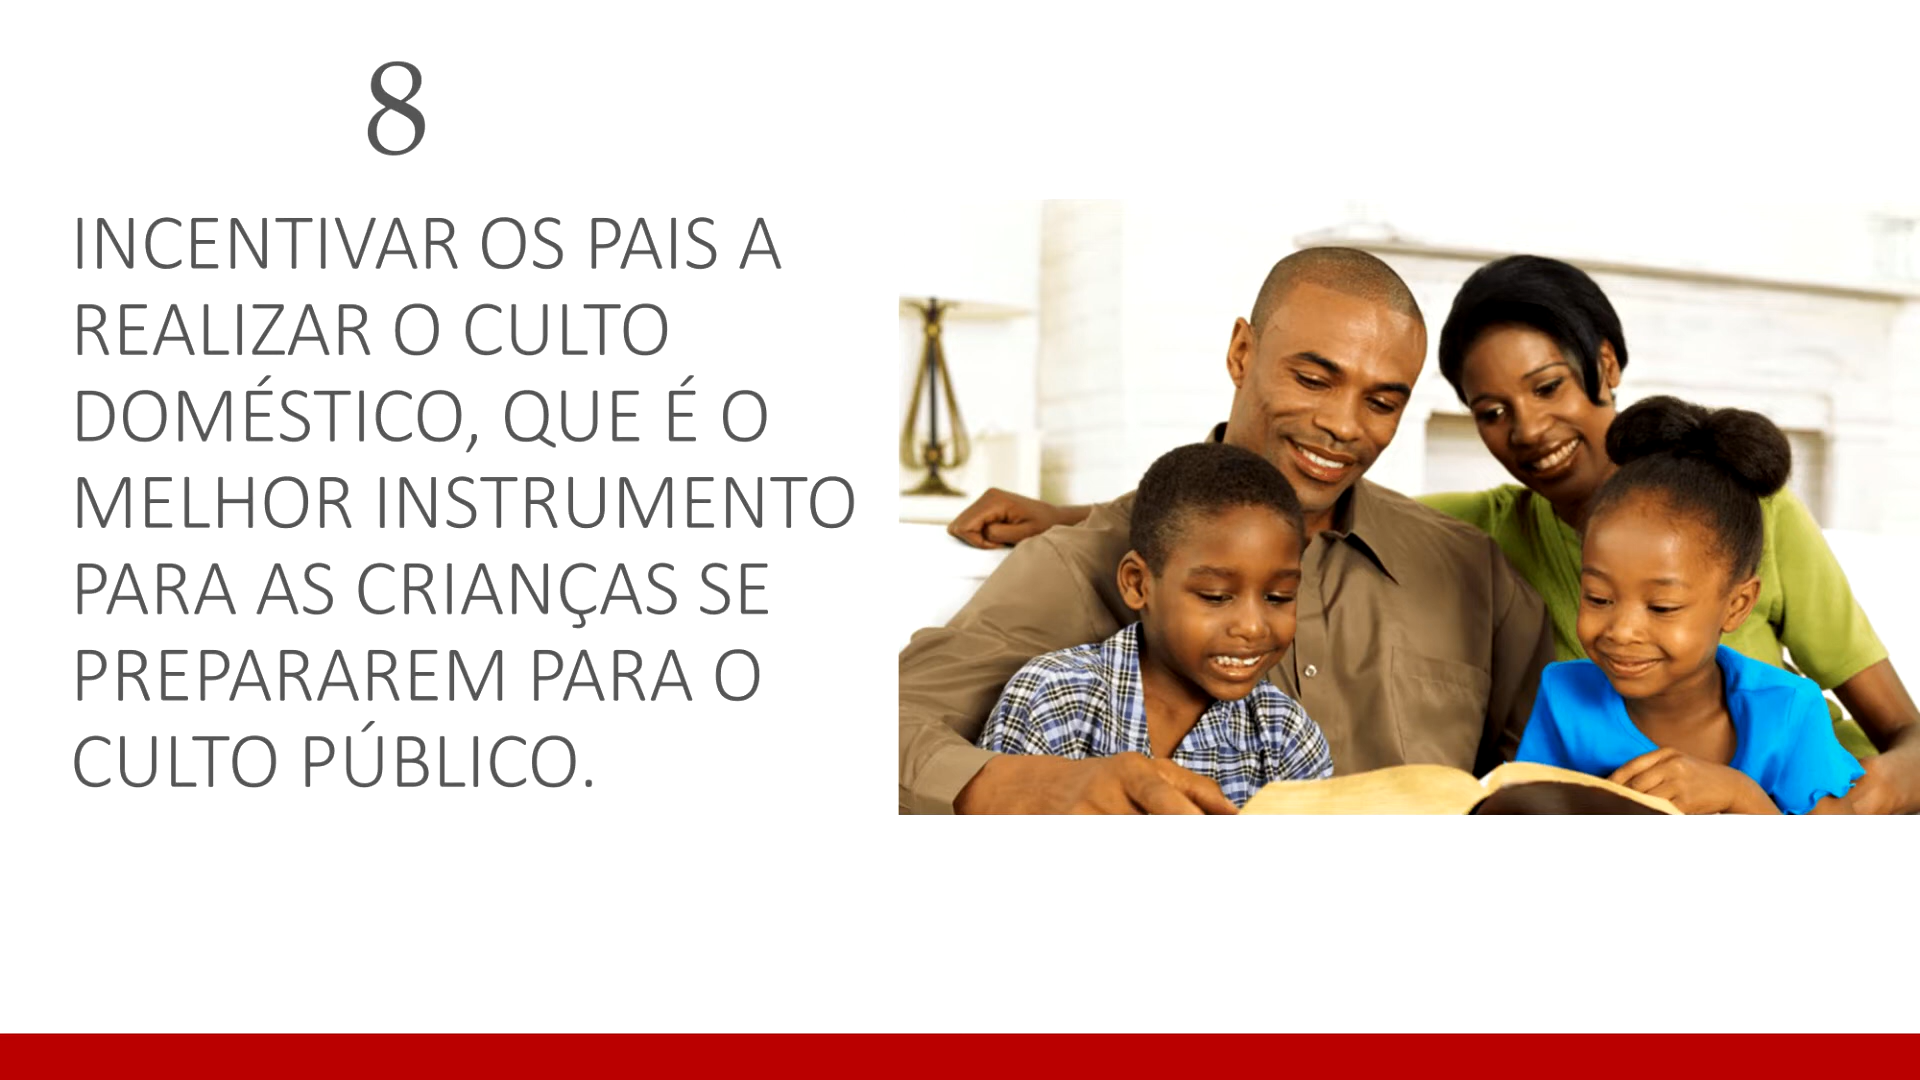 8
INCENTIVAR OS PAIS A
REALIZAR O CULTO
DOMÉSTICO, QUE É O
MELHOR INSTRUMENTO
PARA AS CRIANÇAS SE
PREPARAREM PARA O
CULTO PÚBLICO.